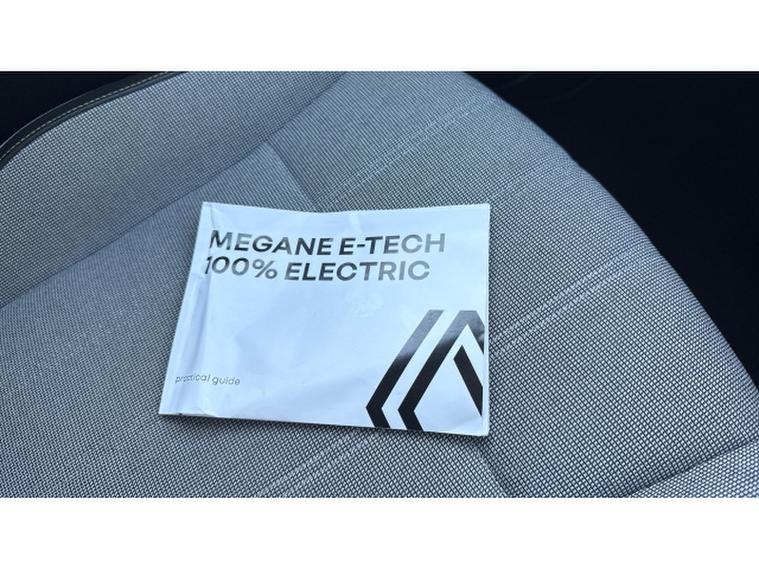 MEGANE E-TECH
100% ELECTRIC
practical guide